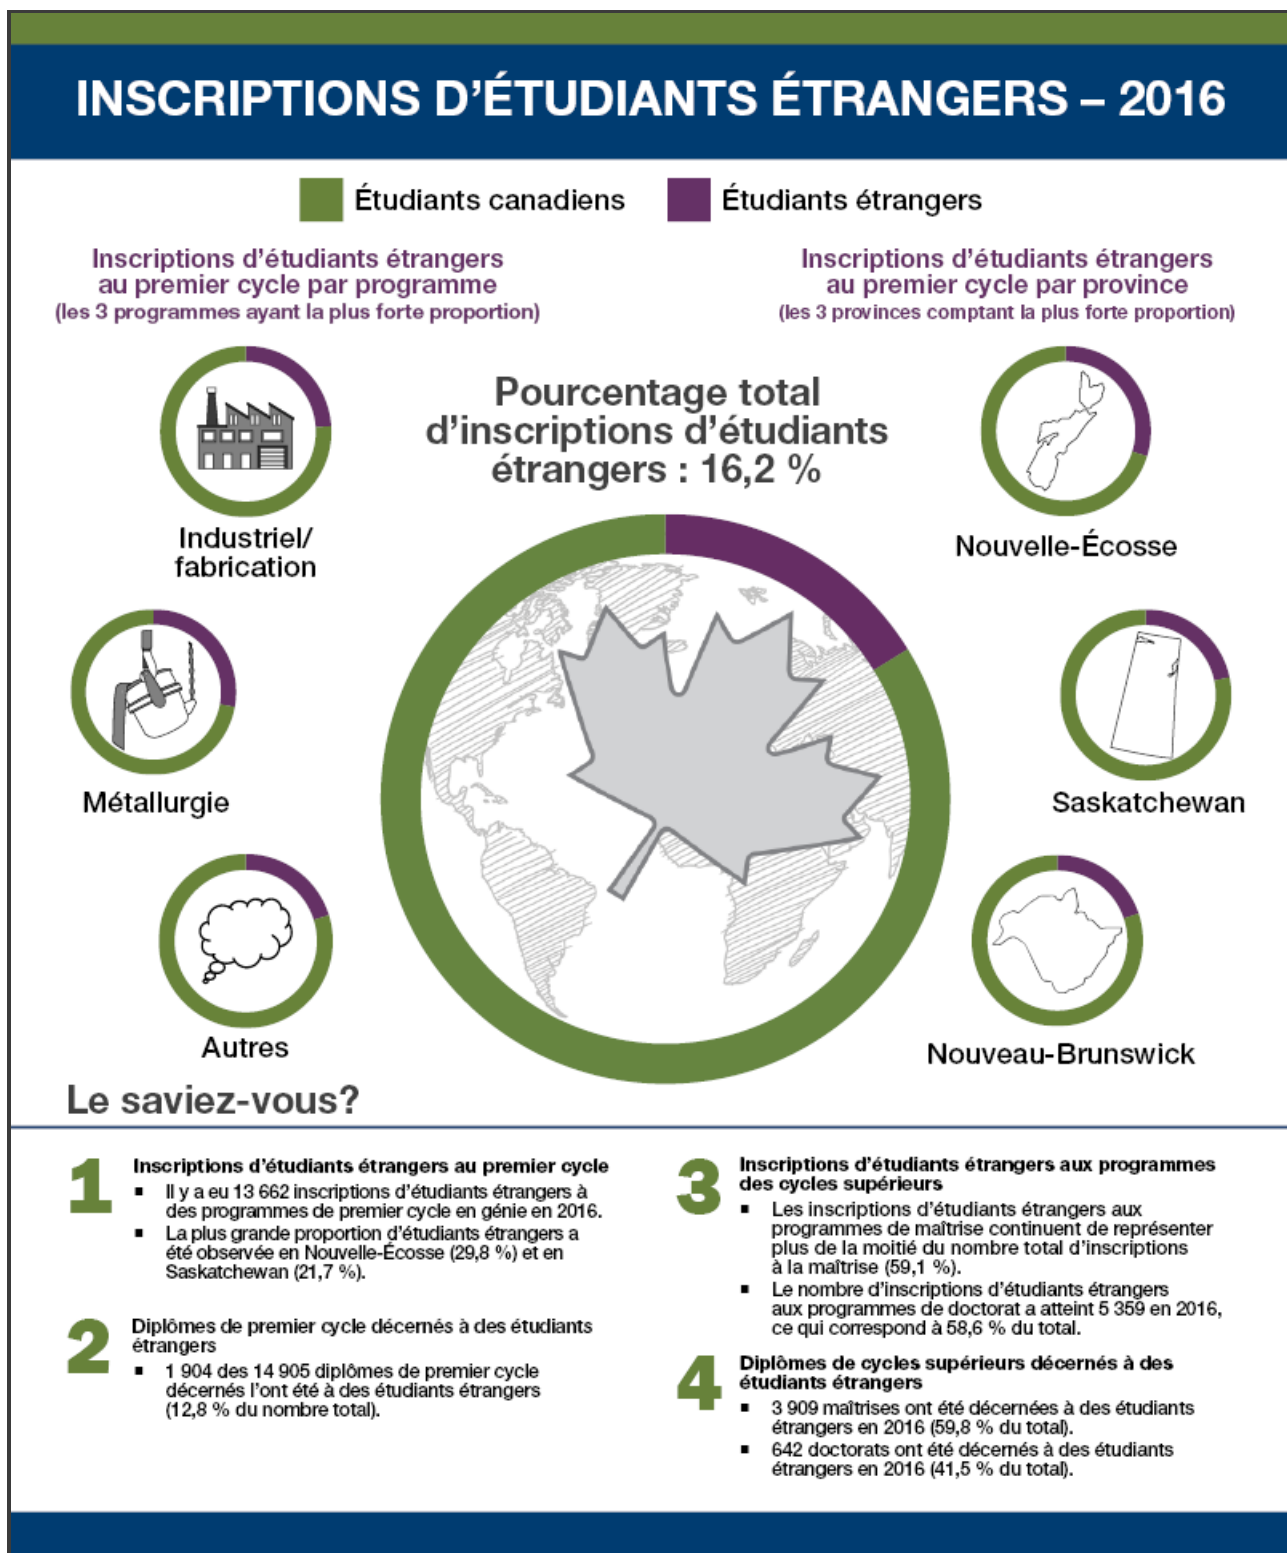 INSCRIPTIONS D'ÉTUDIANTS ÉTRANGERS – 2016
Étudiants canadiens
Étudiants étrangers
Inscriptions d'étudiants étrangers
au premier cycle par programme
(les 3 programmes ayant la plus forte proportion)
Inscriptions d'étudiants étrangers
au premier cycle par province
(les 3 provinces comptant la plus forte proportion)
Pourcentage total
d'inscriptions d'étudiants
étrangers : 16,2 %
Industriel/
fabrication
Métallurgie
Autres
Nouvelle-Écosse
Saskatchewan
Nouveau-Brunswick
Le saviez-vous?
1
Inscriptions d'étudiants étrangers au premier cycle
▪ Il y a eu 13 662 inscriptions d'étudiants étrangers à
des programmes de premier cycle en génie en 2016.
▪ La plus grande proportion d'étudiants étrangers a
été observée en Nouvelle-Écosse (29,8 %) et en
Saskatchewan (21,7 %).
2
Diplômes de premier cycle décernés à des étudiants
étrangers
▪ 1 904 des 14 905 diplômes de premier cycle
décernés l'ont été à des étudiants étrangers
(12,8 % du nombre total).
3
Inscriptions d'étudiants étrangers aux programmes
des cycles supérieurs
▪ Les inscriptions d'étudiants étrangers aux
programmes de maîtrise continuent de représenter
plus de la moitié du nombre total d'inscriptions
à la maîtrise (59,1 %).
▪ Le nombre d'inscriptions d'étudiants étrangers
aux programmes de doctorat a atteint 5 359 en 2016,
ce qui correspond à 58,6 % du total.
4
Diplômes de cycles supérieurs décernés à des
étudiants étrangers
▪ 3 909 maîtrises ont été décernées à des étudiants
étrangers en 2016 (59,8 % du total).
▪ 642 doctorats ont été décernés à des étudiants
étrangers en 2016 (41,5 % du total).